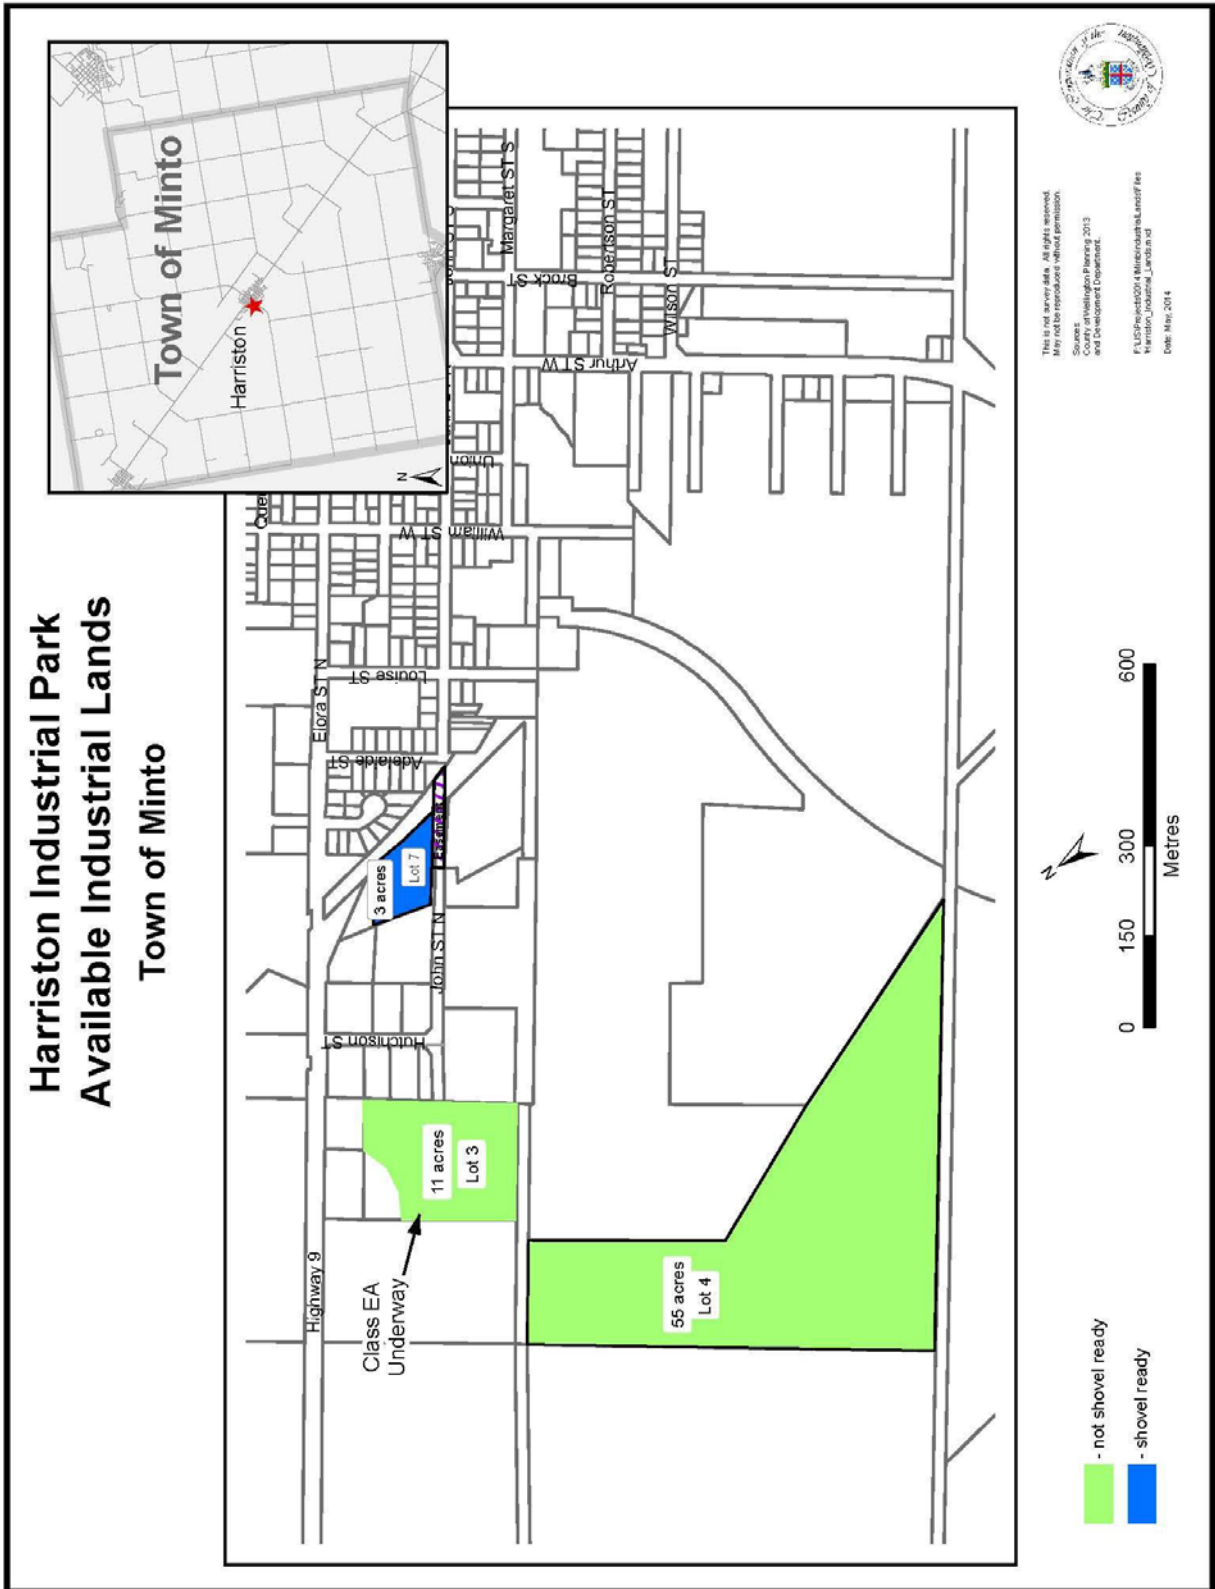 Harriston Industrial Park
Available Industrial Lands
Town of Minto
Town of Minto
Harriston
N
Elora ST N
Louise ST
Adelaide ST
William ST W
Union
Margaret ST S
Brock ST
Robertson ST
Wilson ST
Arthur ST W
3 acres
Lot 7
Easement
John ST N
Hutchison ST
Highway 9
11 acres
Lot 3
Class EA
Underway
55 acres
Lot 4
- not shovel ready
- shovel ready
N
0 150 300 600
Metres
This is not survey data. All rights reserved.
May not be reproduced without permission.
Sources:
County of Wellington Planning 2013
and Development Department.
Date: May, 2014